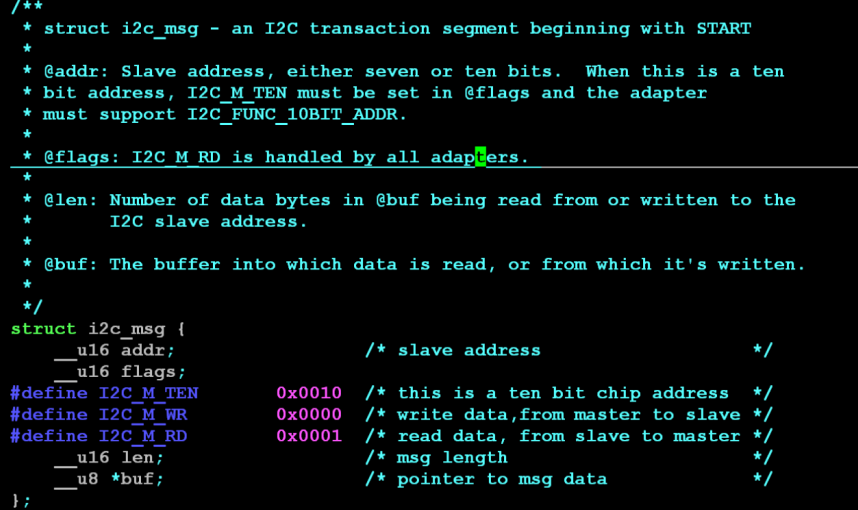 /**
 * struct i2c_msg - an I2C transaction segment beginning with START
 *
 * @addr: Slave address, either seven or ten bits.  When this is a ten
 * bit address, I2C_M_TEN must be set in @flags and the adapter
 * must support I2C_FUNC_10BIT_ADDR.
 *
 * @flags: I2C_M_RD is handled by all adapters.
 *
 * @len: Number of data bytes in @buf being read from or written to the
 *       I2C slave address.
 *
 * @buf: The buffer into which data is read, or from which it's written.
 *
 */
struct i2c_msg {
    __u16 addr;                 /* slave address                   */
    __u16 flags;
#define I2C_M_TEN       0x0010  /* this is a ten bit chip address  */
#define I2C_M_WR        0x0000  /* write data,from master to slave */
#define I2C_M_RD        0x0001  /* read data, from slave to master */
    __u16 len;                  /* msg length                      */
    __u8 *buf;                  /* pointer to msg data             */
};